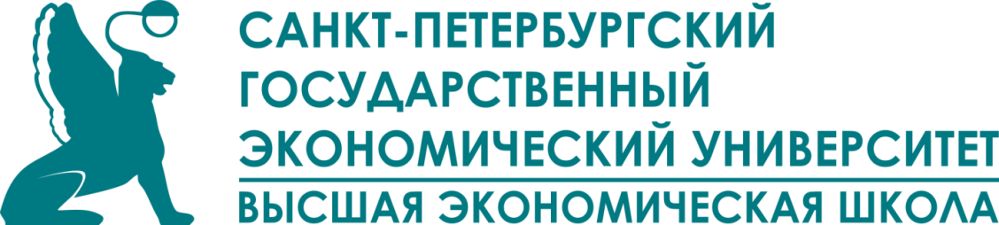 САНКТ-ПЕТЕРБУРГСКИЙ
ГОСУДАРСТВЕННЫЙ
ЭКОНОМИЧЕСКИЙ УНИВЕРСИТЕТ
ВЫСШАЯ ЭКОНОМИЧЕСКАЯ ШКОЛА